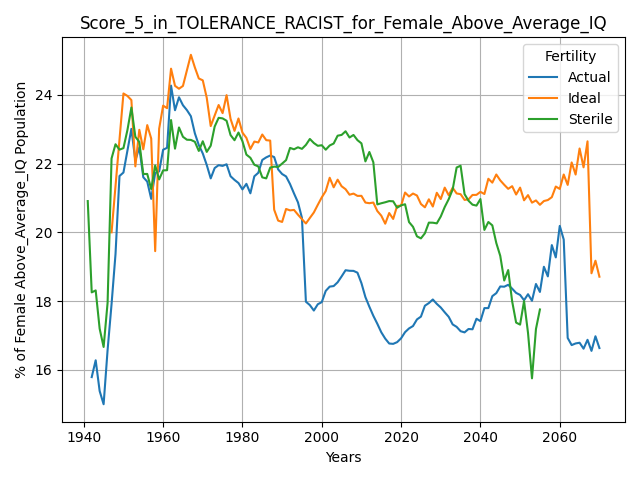 Score_5_in_TOLERANCE_RACIST_for_Female_Above_Average_IQ
% of Female Above_Average_IQ Population
24
22
20
18
16
1940
1960
1980
2000
2020
2040
2060
Years
Fertility
Actual
Ideal
Sterile